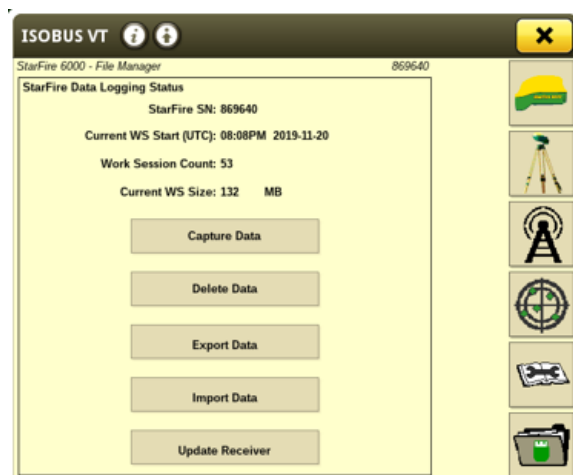 ISOBUS VT
StarFire 6000 - File Manager 869640
StarFire Data Logging Status
StarFire SN: 869640
Current WS Start (UTC): 08:08PM 2019-11-20
Work Session Count: 53
Current WS Size: 132 MB
Capture Data
Delete Data
Export Data
Import Data
Update Receiver